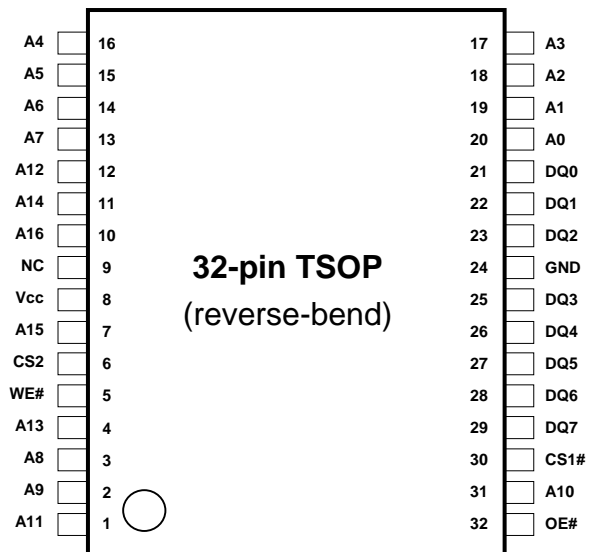 A4 16 17 A3
A5 15 18 A2
A6 14 19 A1
A7 13 20 A0
A12 12 21 DQ0
A14 11 22 DQ1
A16 10 23 DQ2
NC 9 24 GND
Vcc 8 25 DQ3
A15 7 26 DQ4
CS2 6 27 DQ5
WE# 5 28 DQ6
A13 4 29 DQ7
A8 3 30 CS1#
A9 2 31 A10
A11 1 32 OE#
32-pin TSOP
(reverse-bend)